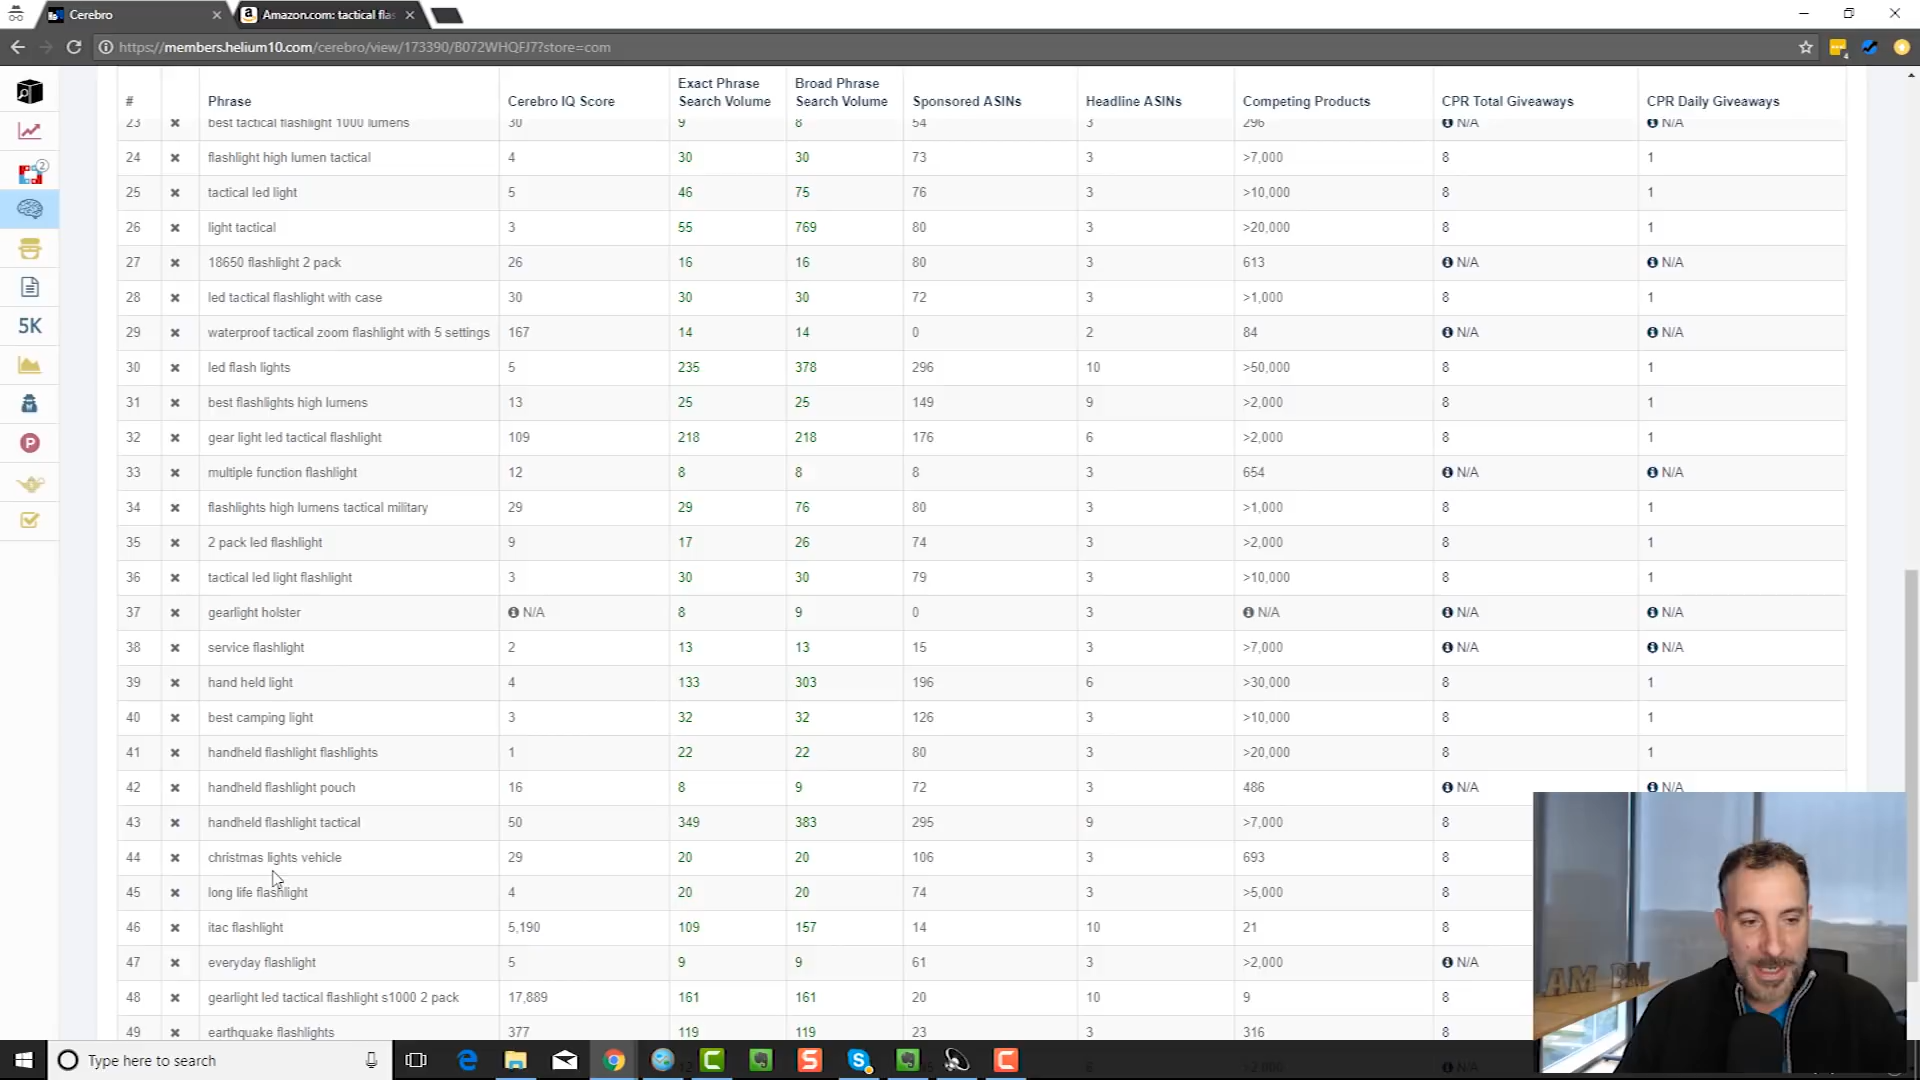 Cerebro
Amazon.com: tactical flas
https://members.helium10.com/cerebro/view/173390/B072WHQFJ7?store=com
# Phrase Cerebro IQ Score Exact Phrase Search Volume Broad Phrase Search Volume Sponsored ASINs Headline ASINs Competing Products CPR Total Giveaways CPR Daily Giveaways
23 best tactical flashlight 1000 lumens 30 9 8 54 3 296 N/A N/A
24 flashlight high lumen tactical 4 30 30 73 3 >7,000 8 1
25 tactical led light 5 46 75 76 3 >10,000 8 1
26 light tactical 3 55 769 80 3 >20,000 8 1
27 18650 flashlight 2 pack 26 16 16 80 3 613 N/A N/A
28 led tactical flashlight with case 30 30 30 72 3 >1,000 8 1
29 waterproof tactical zoom flashlight with 5 settings 167 14 14 0 2 84 N/A N/A
30 led flash lights 5 235 378 296 10 >50,000 8 1
31 best flashlights high lumens 13 25 25 149 9 >2,000 8 1
32 gear light led tactical flashlight 109 218 218 176 6 >2,000 8 1
33 multiple function flashlight 12 8 8 8 3 654 N/A N/A
34 flashlights high lumens tactical military 29 29 76 80 3 >1,000 8 1
35 2 pack led flashlight 9 17 26 74 3 >2,000 8 1
36 tactical led light flashlight 3 30 30 79 3 >10,000 8 1
37 gearlight holster N/A 8 9 0 3 N/A N/A N/A
38 service flashlight 2 13 13 15 3 >7,000 N/A N/A
39 hand held light 4 133 303 196 6 >30,000 8 1
40 best camping light 3 32 32 126 3 >10,000 8 1
41 handheld flashlight flashlights 1 22 22 80 3 >20,000 8 1
42 handheld flashlight pouch 16 8 9 72 3 486 N/A N/A
43 handheld flashlight tactical 50 349 383 295 9 >7,000 8
44 christmas lights vehicle 29 20 20 106 3 693 8
45 long life flashlight 4 20 20 74 3 >5,000 8
46 itac flashlight 5,190 109 157 14 10 21 8
47 everyday flashlight 5 9 9 61 3 >2,000 N/A
48 gearlight led tactical flashlight s1000 2 pack 17,889 161 161 20 10 9 8
49 earthquake flashlights 377 119 119 23 3 316 8
2
5K
P
AM PM
Type here to search